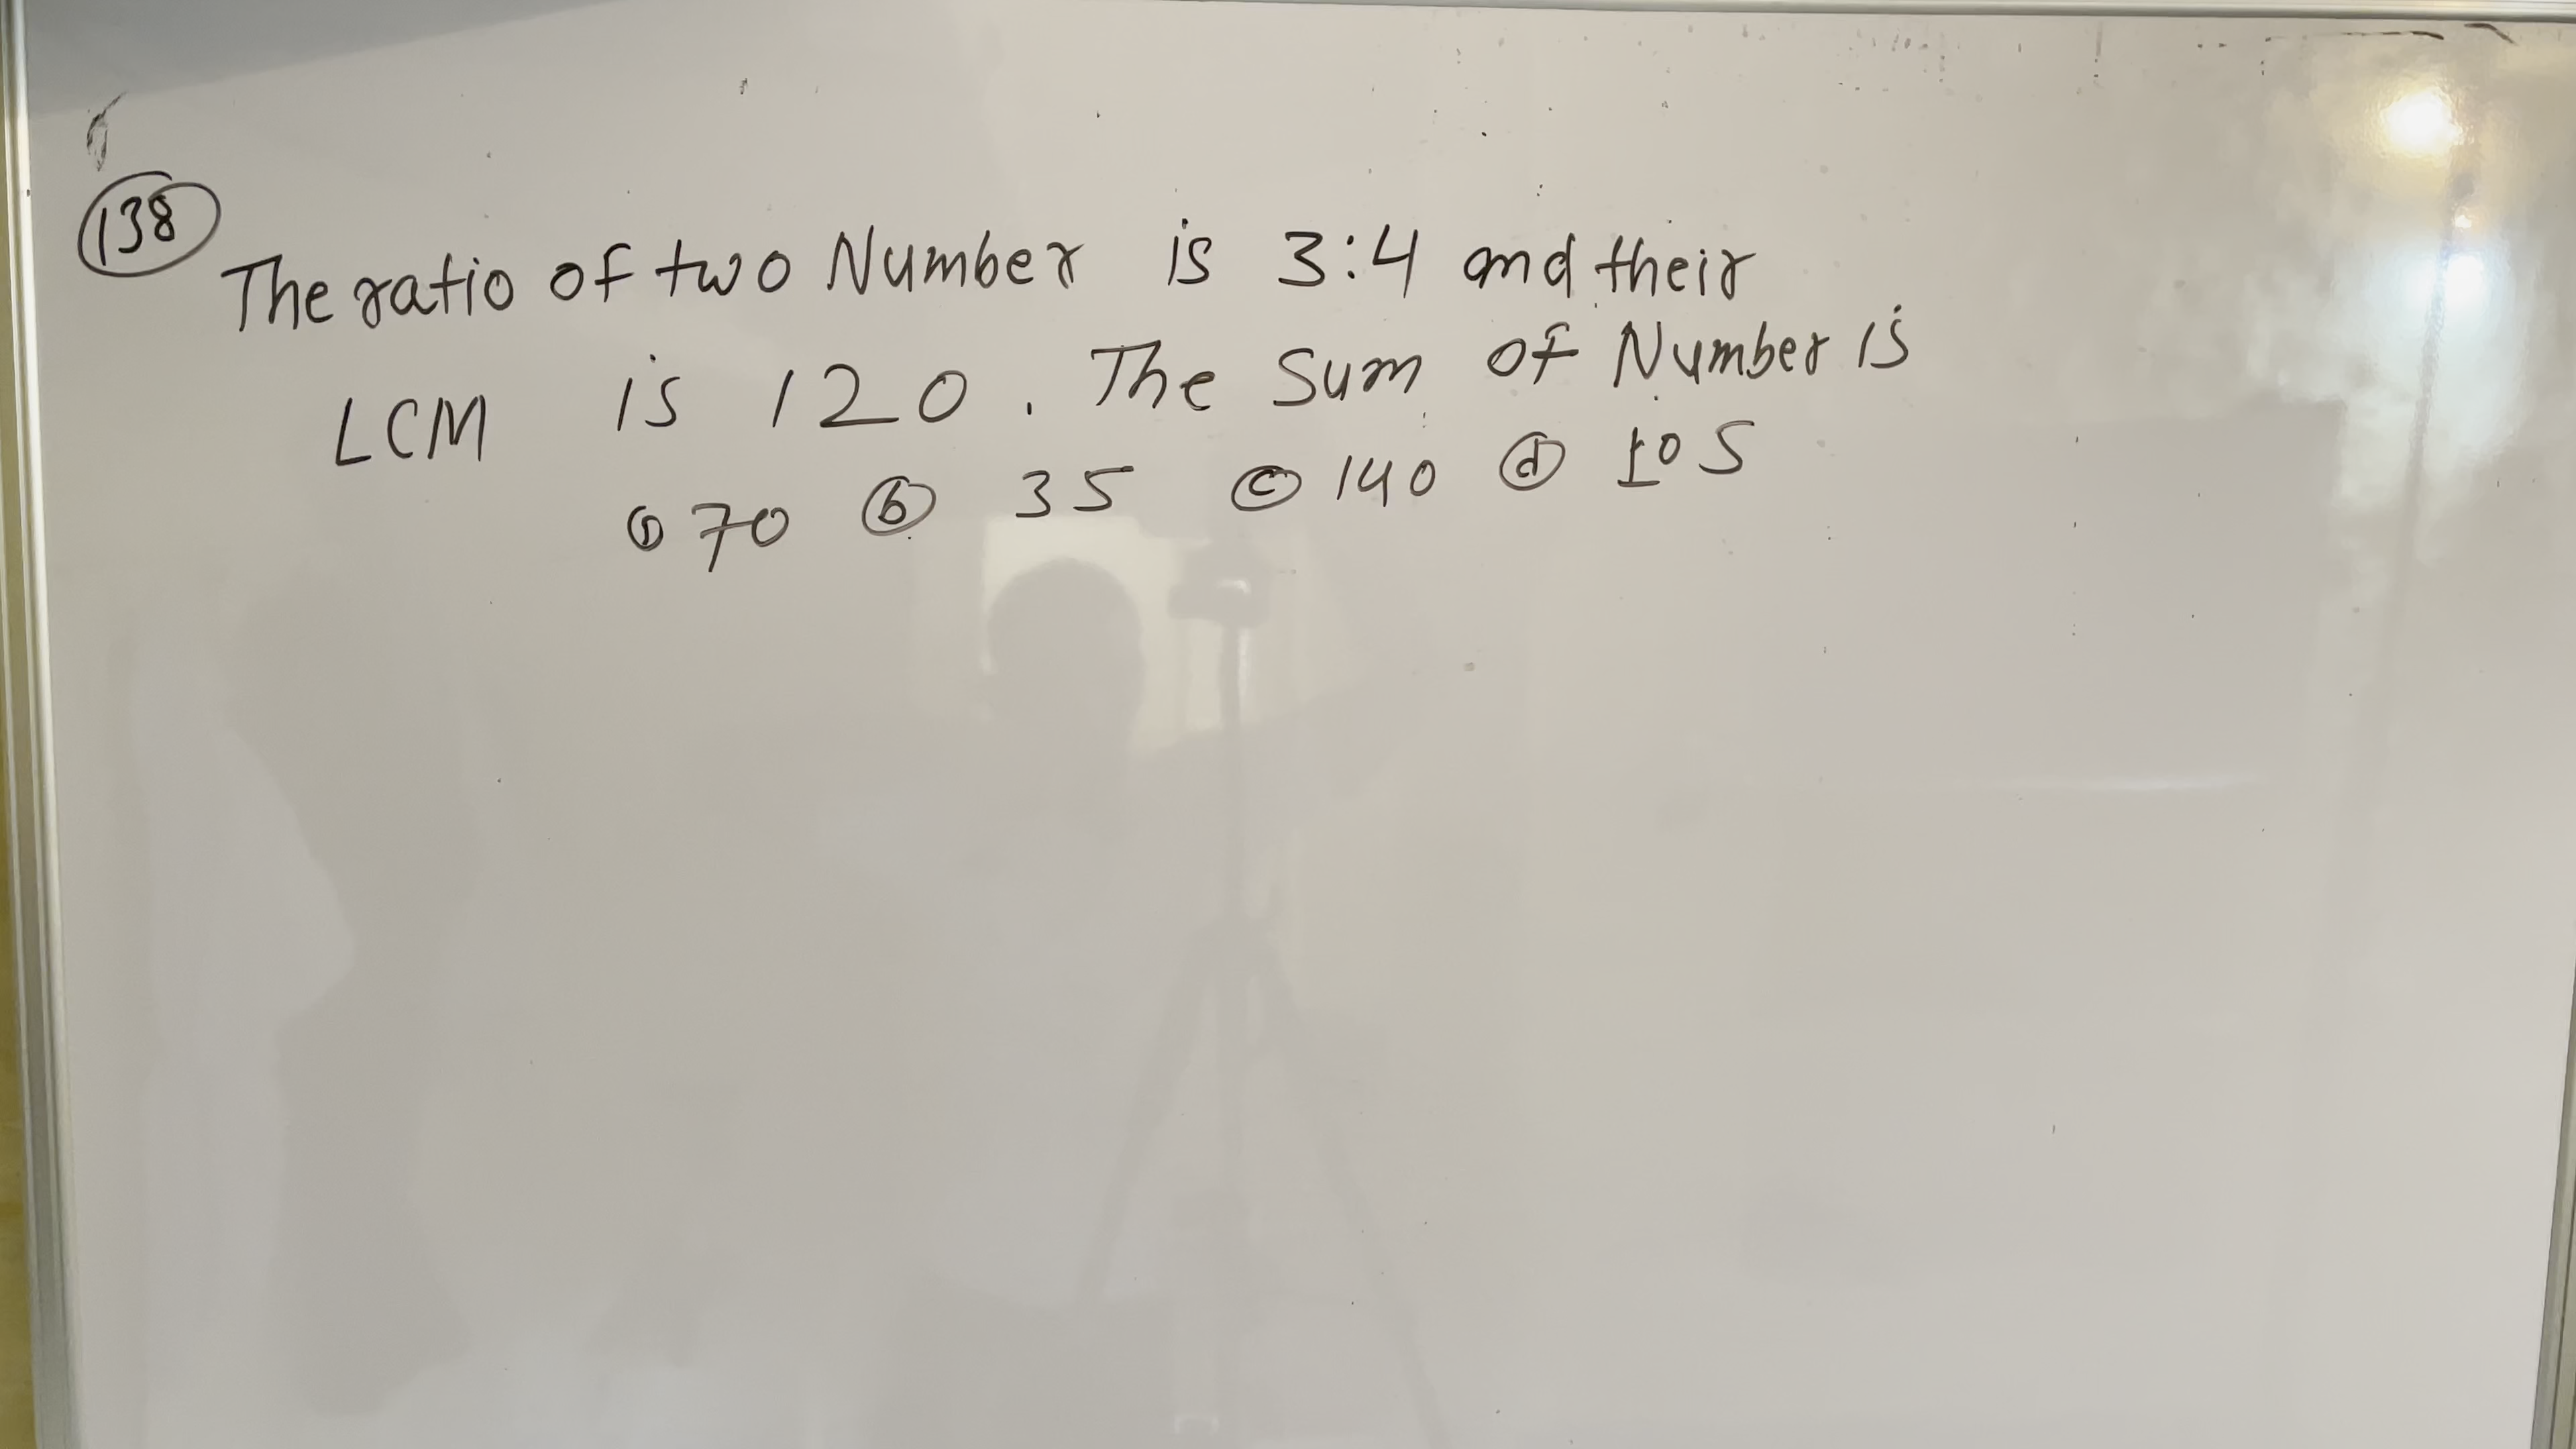 138
The ratio of two Number is 3:4 and their
LCM is 120. The Sum of Number is
ⓐ 70 ⓑ 35 ⓒ 140 ⓓ 105